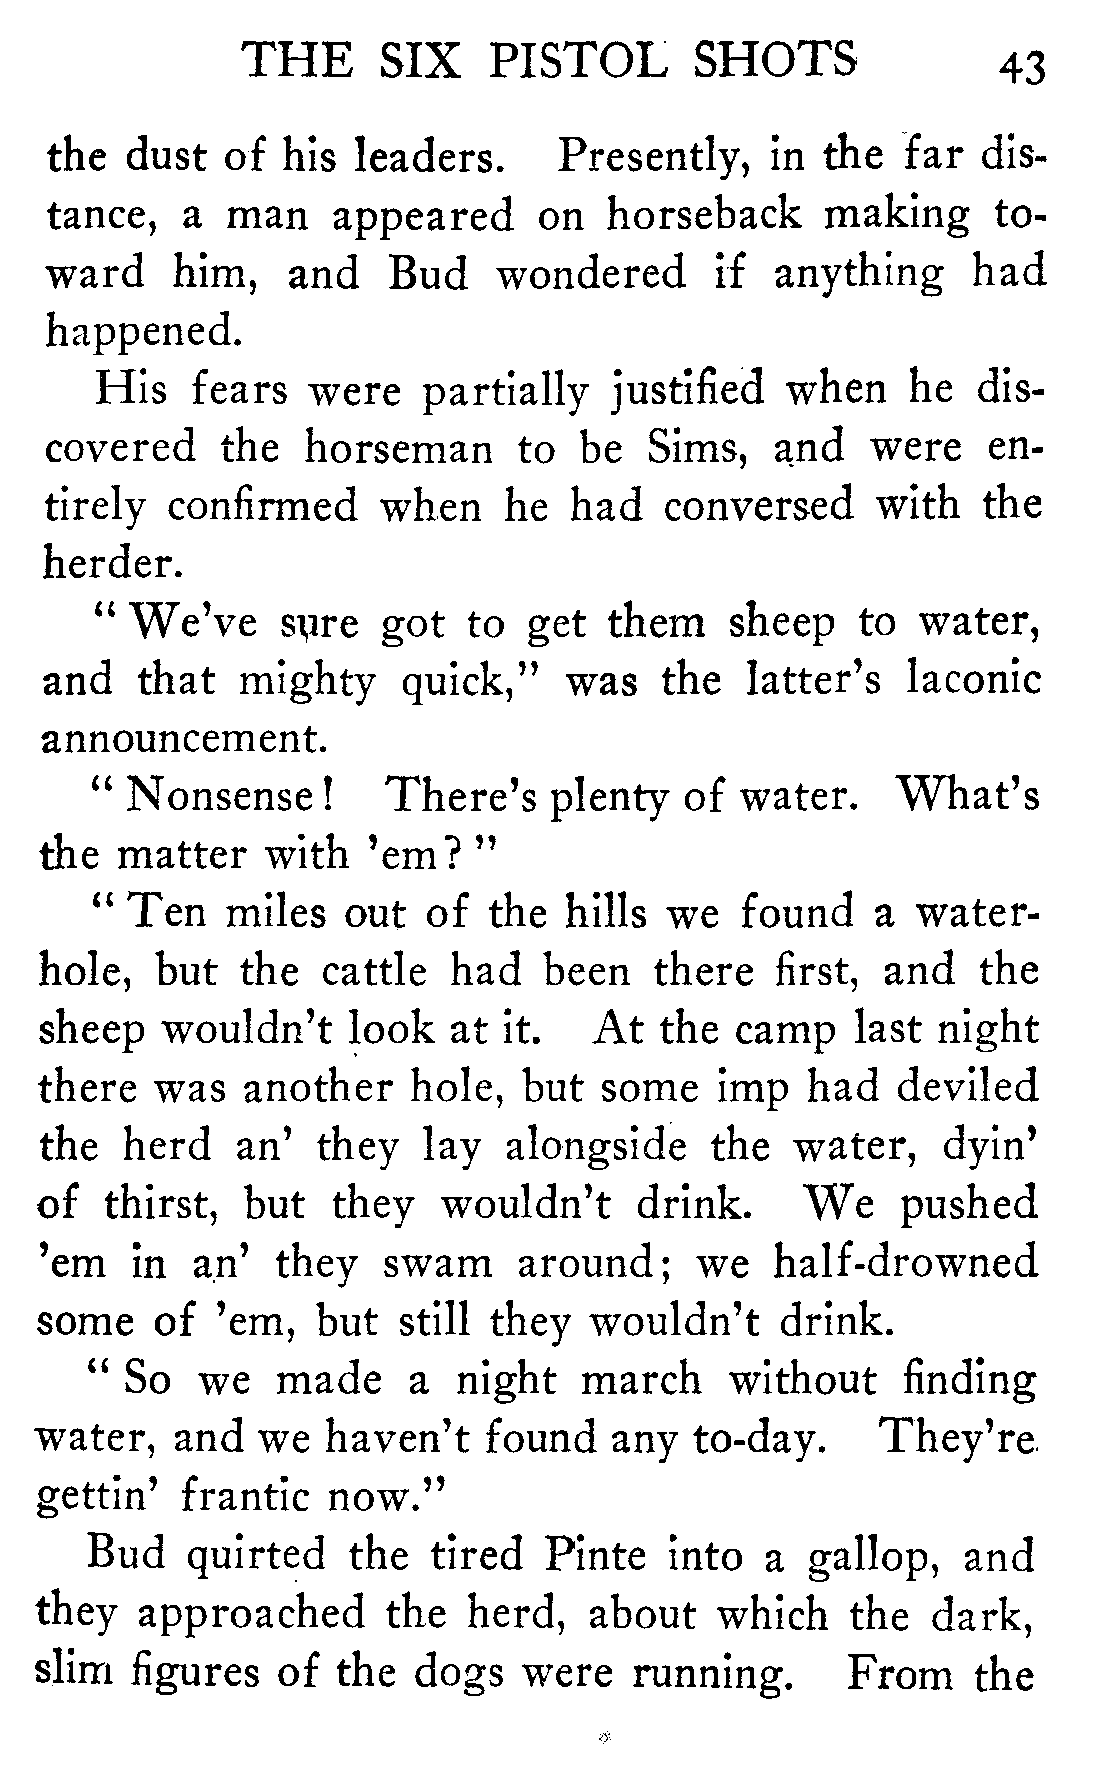 THE SIX PISTOL SHOTS 43
the dust of his leaders. Presently, in the far dis-
tance, a man appeared on horseback making to-
ward him, and Bud wondered if anything had
happened.
His fears were partially justified when he dis-
covered the horseman to be Sims, and were en-
tirely confirmed when he had conversed with the
herder.
“ We’ve sure got to get them sheep to water,
and that mighty quick,” was the latter’s laconic
announcement.
“ Nonsense! There’s plenty of water. What’s
the matter with ’em? ”
“ Ten miles out of the hills we found a water-
hole, but the cattle had been there first, and the
sheep wouldn’t look at it. At the camp last night
there was another hole, but some imp had deviled
the herd an’ they lay alongside the water, dyin’
of thirst, but they wouldn’t drink. We pushed
’em in an’ they swam around; we half-drowned
some of ’em, but still they wouldn’t drink.
“ So we made a night march without finding
water, and we haven’t found any to-day. They’re
gettin’ frantic now.”
Bud quirted the tired Pinte into a gallop, and
they approached the herd, about which the dark,
slim figures of the dogs were running. From the